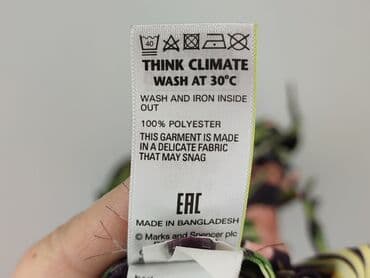 40
THINK CLIMATE
WASH AT 30°C
WASH AND IRON INSIDE
OUT
100% POLYESTER
THIS GARMENT IS MADE
IN A DELICATE FABRIC
THAT MAY SNAG
EAC
MADE IN BANGLADESH
© Marks and Spencer plc